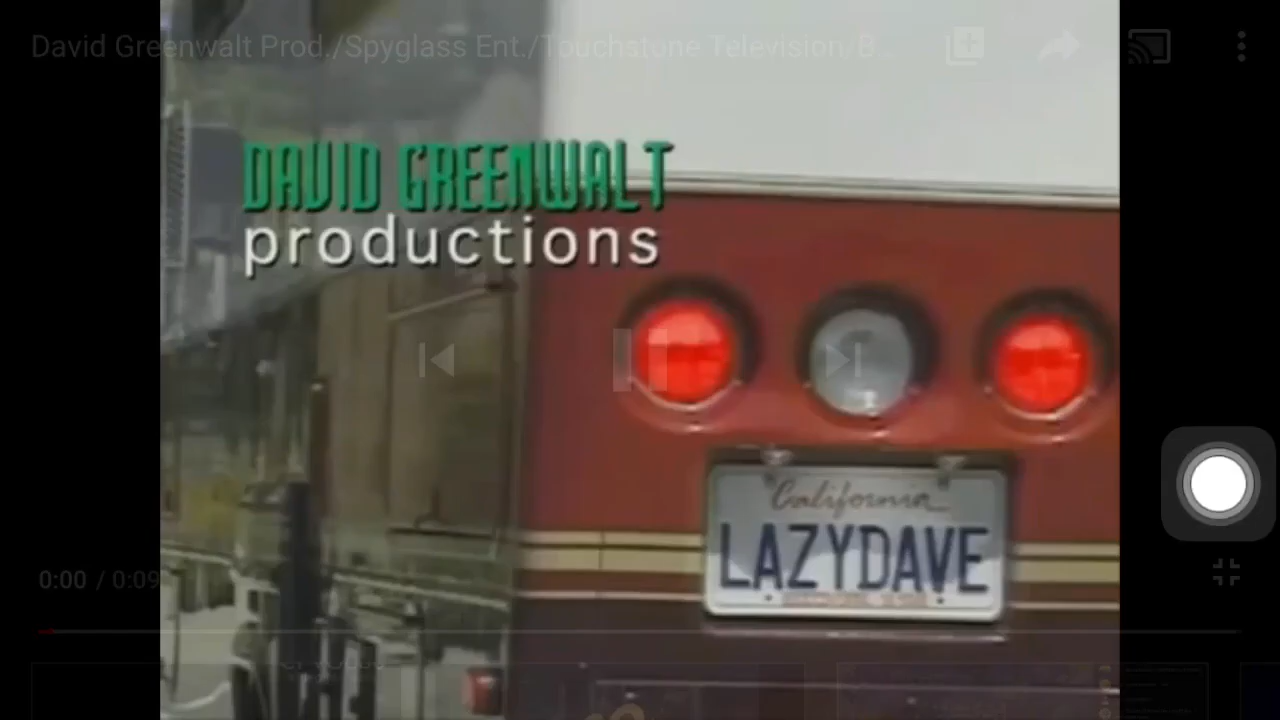 David Greenwalt Prod./Spyglass Ent./Touchstone Television/B...
DAVID GREENWALT
productions
California
LAZYDAVE
0:00 / 0:09